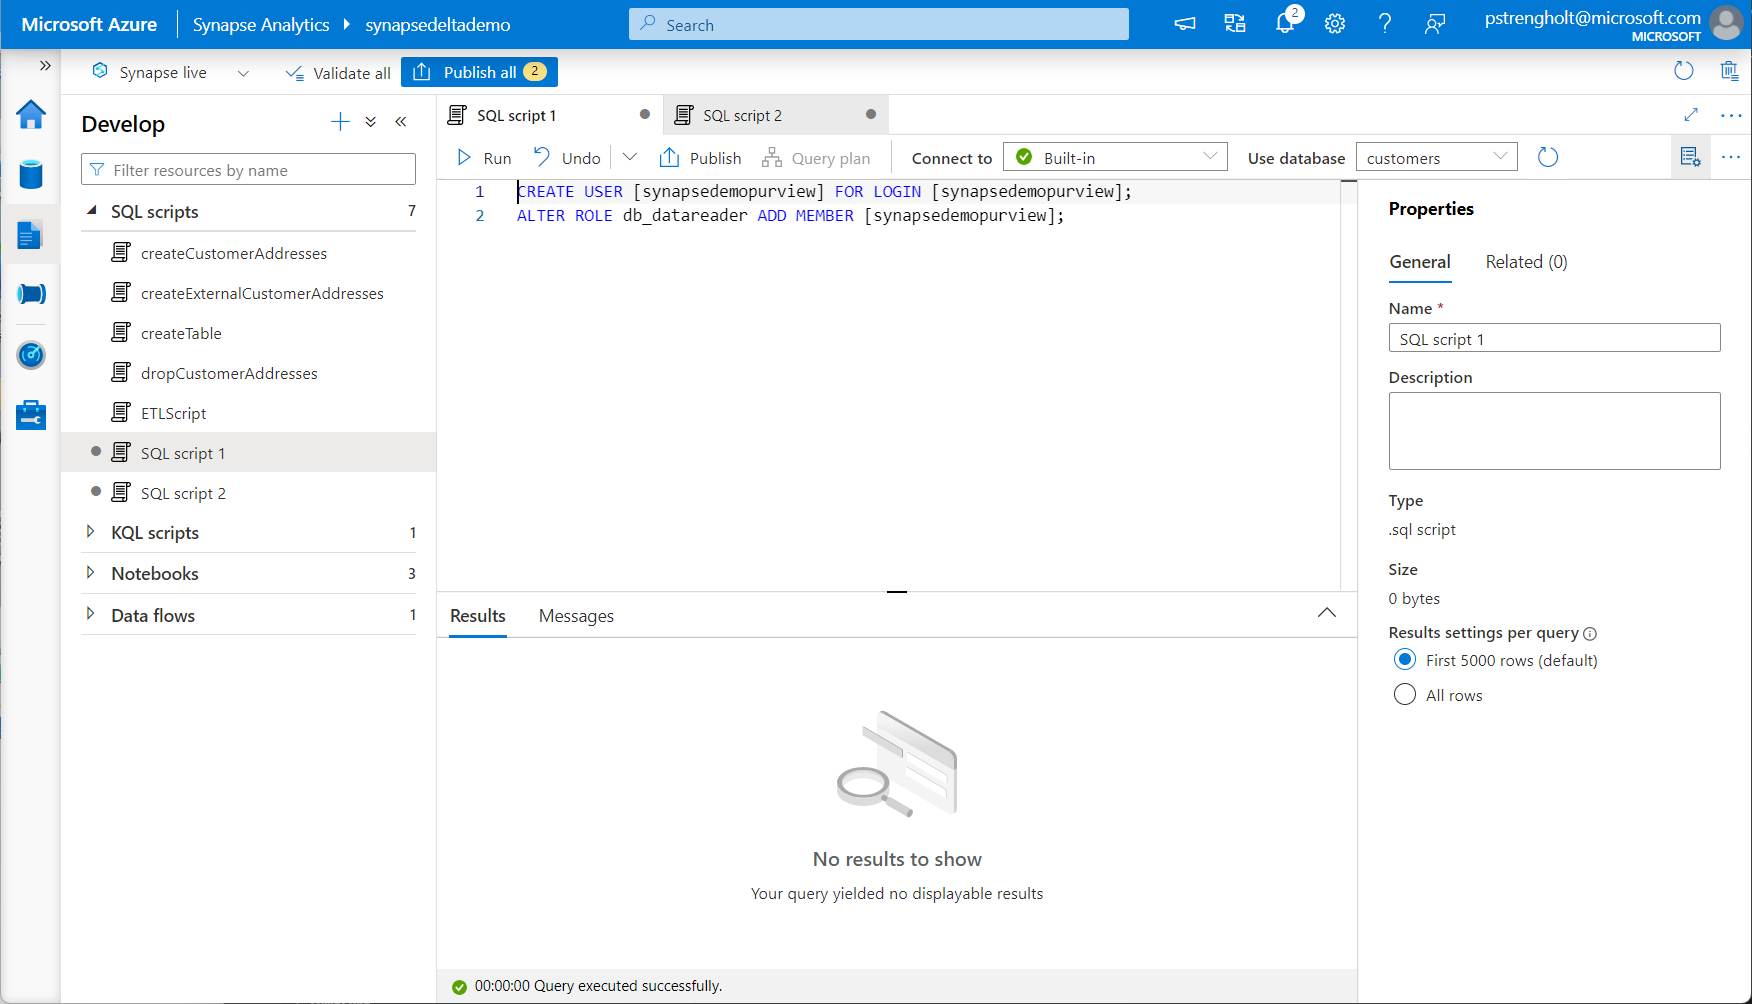 Microsoft Azure Synapse Analytics synapsedeltademo Search 2 pstrengholt@microsoft.com
MICROSOFT
Synapse live Validate all Publish all 2
Develop
Filter resources by name
SQL scripts 7
createCustomerAddresses
createExternalCustomerAddresses
createTable
dropCustomerAddresses
ETLScript
SQL script 1
SQL script 2
KQL scripts 1
Notebooks 3
Data flows 1
SQL script 1 SQL script 2
Run Undo Publish Query plan Connect to Built-in Use database customers
1 CREATE USER [synapsedemopurview] FOR LOGIN [synapsedemopurview];
2 ALTER ROLE db_datareader ADD MEMBER [synapsedemopurview];
Results Messages
No results to show
Your query yielded no displayable results
00:00:00 Query executed successfully.
Properties
General Related (0)
Name *
SQL script 1
Description
Type
.sql script
Size
0 bytes
Results settings per query
First 5000 rows (default)
All rows